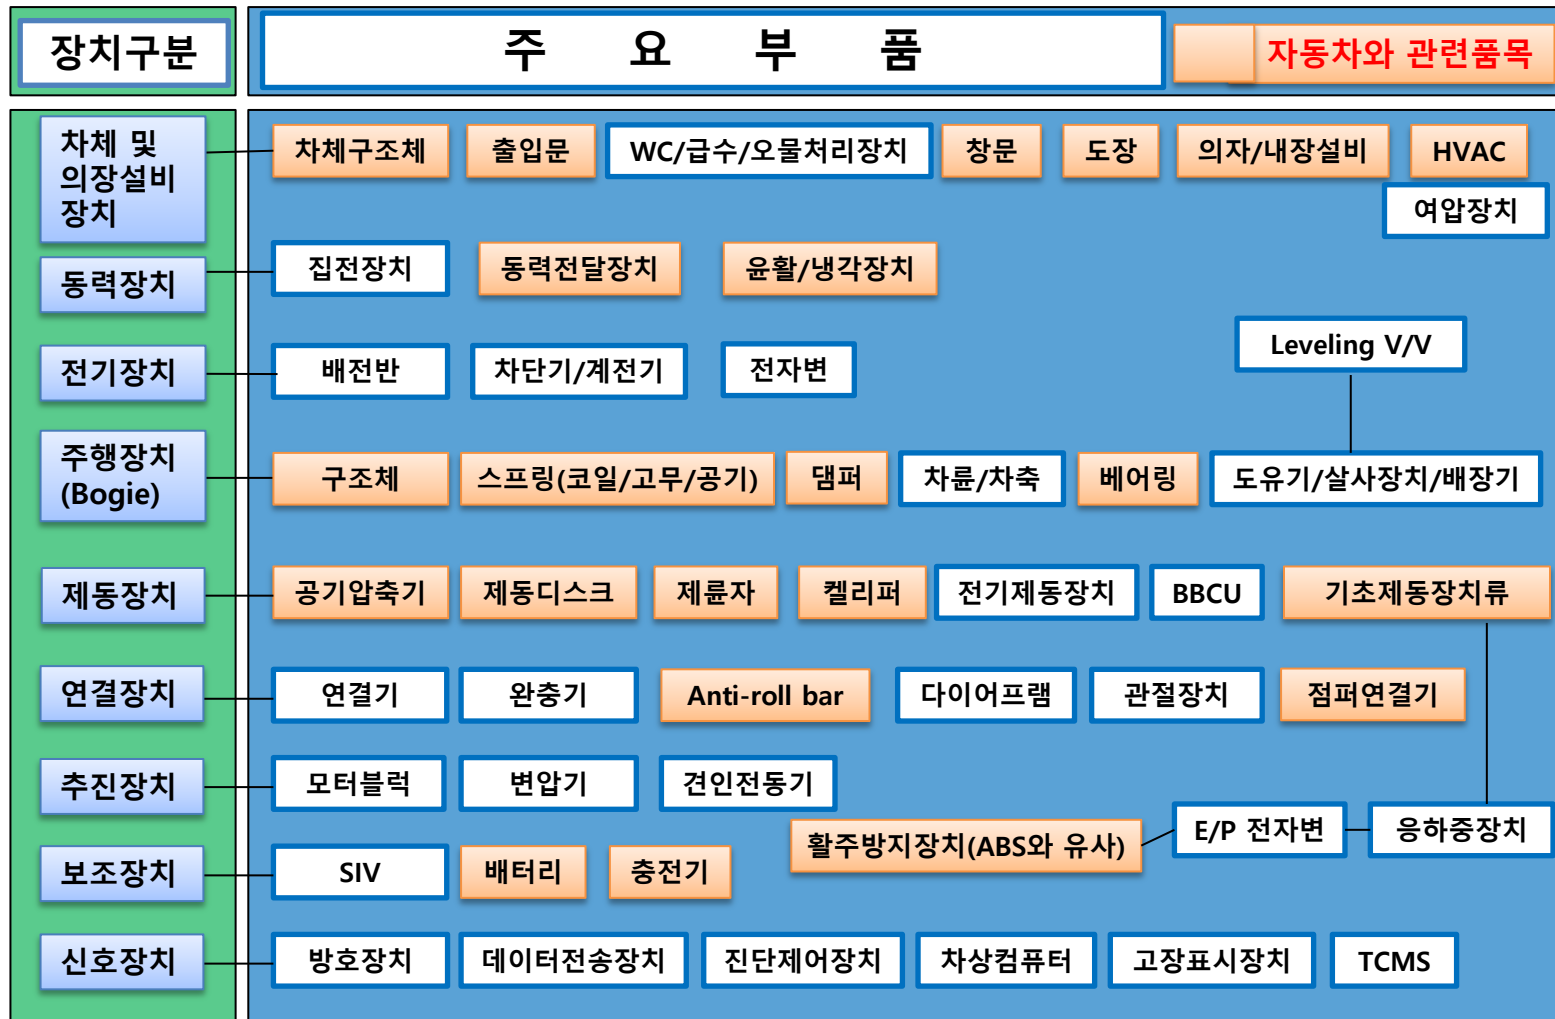 장치구분
주 요 부 품
자동차와 관련품목
차체 및
의장설비
장치
차체구조체
출입문
WC/급수/오물처리장치
창문
도장
의자/내장설비
HVAC
여압장치
동력장치
집전장치
동력전달장치
윤활/냉각장치
전기장치
배전반
차단기/계전기
전자변
Leveling V/V
주행장치
(Bogie)
구조체
스프링(코일/고무/공기)
댐퍼
차륜/차축
베어링
도유기/살사장치/배장기
제동장치
공기압축기
제동디스크
제륜자
켈리퍼
전기제동장치
BBCU
기초제동장치류
연결장치
연결기
완충기
Anti-roll bar
다이어프램
관절장치
점퍼연결기
추진장치
모터블럭
변압기
견인전동기
활주방지장치(ABS와 유사)
E/P 전자변
응하중장치
보조장치
SIV
배터리
충전기
신호장치
방호장치
데이터전송장치
진단제어장치
차상컴퓨터
고장표시장치
TCMS